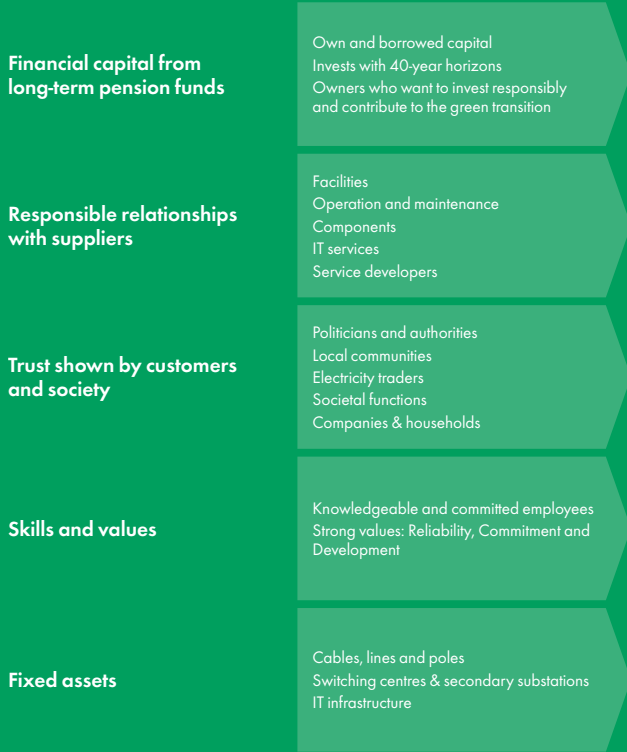 Financial capital from
long-term pension funds
Own and borrowed capital
Invests with 40-year horizons
Owners who want to invest responsibly
and contribute to the green transition
Responsible relationships
with suppliers
Facilities
Operation and maintenance
Components
IT services
Service developers
Trust shown by customers
and society
Politicians and authorities
Local communities
Electricity traders
Societal functions
Companies & households
Skills and values
Knowledgeable and committed employees
Strong values: Reliability, Commitment and
Development
Fixed assets
Cables, lines and poles
Switching centres & secondary substations
IT infrastructure